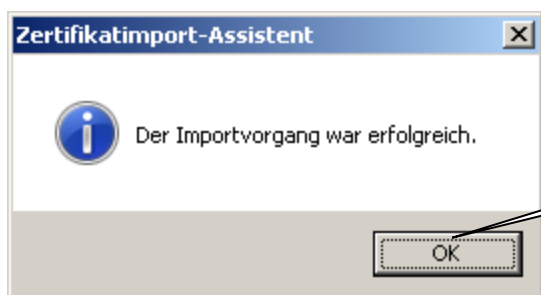 Zertifikatimport-Assistent
Der Importvorgang war erfolgreich.
OK